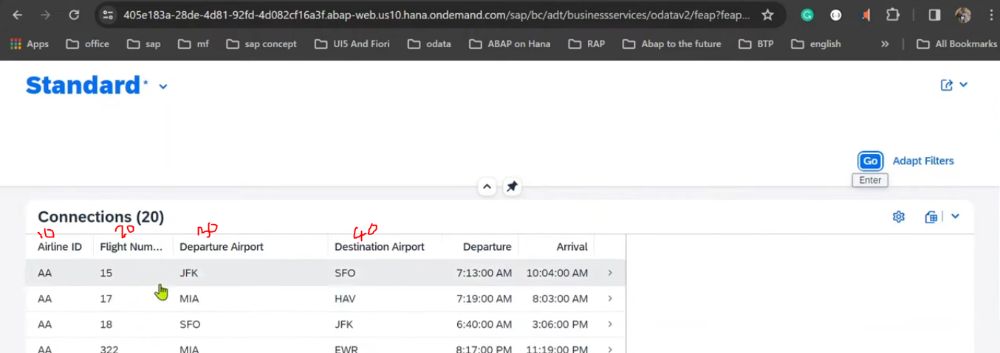 405e183a-28de-4d81-92fd-4d082cf16a3f.abap-web.us10.hana.ondemand.com/sap/bc/adt/businessservices/odatav2/feap?feap...
Apps office sap mf sap concept UI5 And Fiori odata ABAP on Hana RAP Abap to the future BTP english » All Bookmarks
Standard *
Go Adapt Filters
Enter
Connections (20)
10 20 30 40
Airline ID Flight Num... Departure Airport Destination Airport Departure Arrival
AA 15 JFK SFO 7:13:00 AM 10:04:00 AM
AA 17 MIA HAV 7:19:00 AM 8:03:00 AM
AA 18 SFO JFK 6:40:00 AM 3:06:00 PM
AA 322 MIA EWR 8:17:00 PM 11:19:00 PM